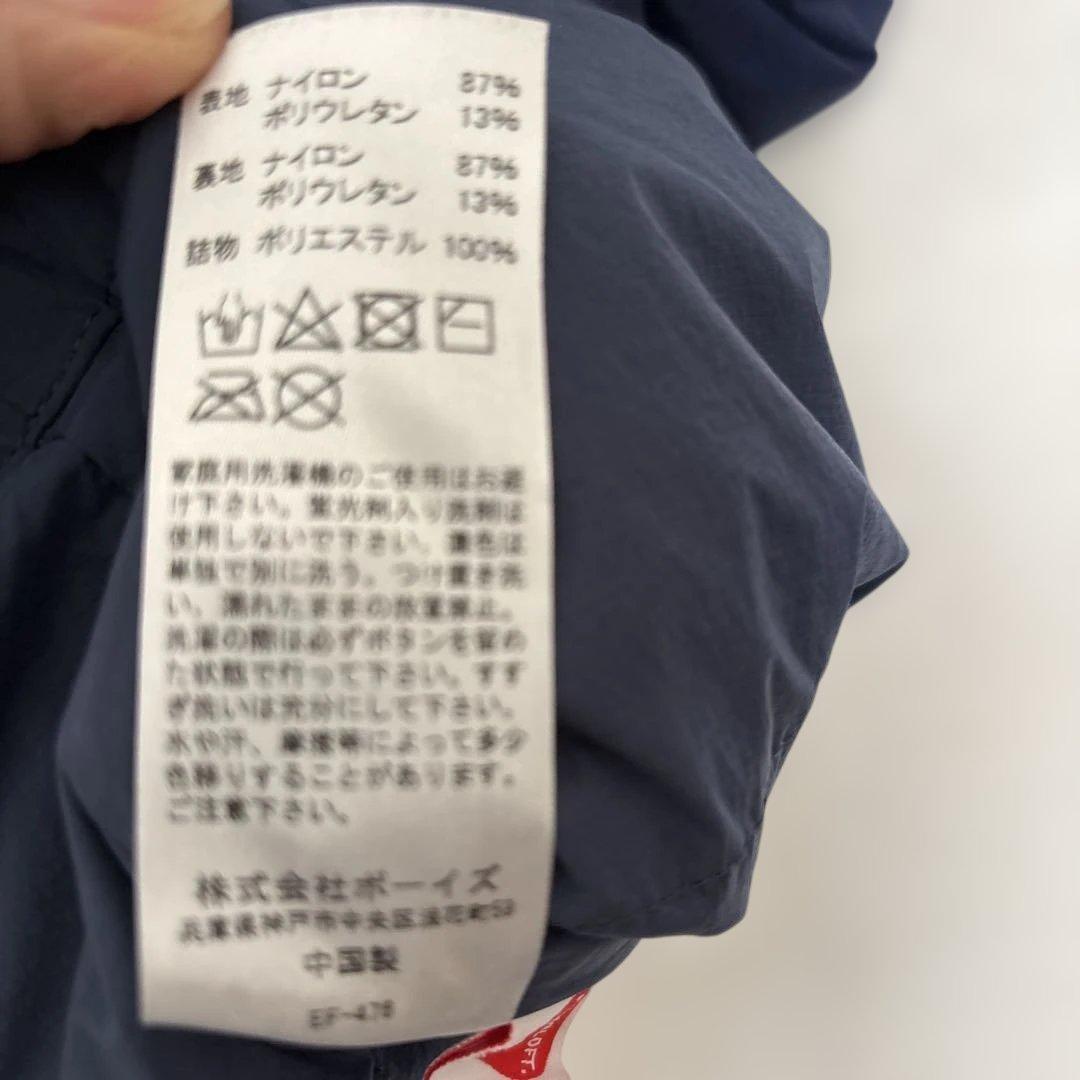 表地 ナイロン 87%
ポリウレタン 13%
裏地 ナイロン 87%
ポリウレタン 13%
詰物 ポリエステル 100%
家庭用洗濯機のご使用はお避
け下さい。蛍光剤入り洗剤は
使用しないで下さい。濃色は
単独で別に洗う。つけ置き洗
い、濡れたままの放置禁止。
洗濯の際は必ずボタンを留め
た状態で行って下さい。すす
ぎ洗いは充分にして下さい。
水や汗、摩擦等によって多少
色移りすることがあります。
ご注意下さい。
株式会社ボーイズ
兵庫県神戸市中央区浪花町59
中国製
EF-478
LOFT.